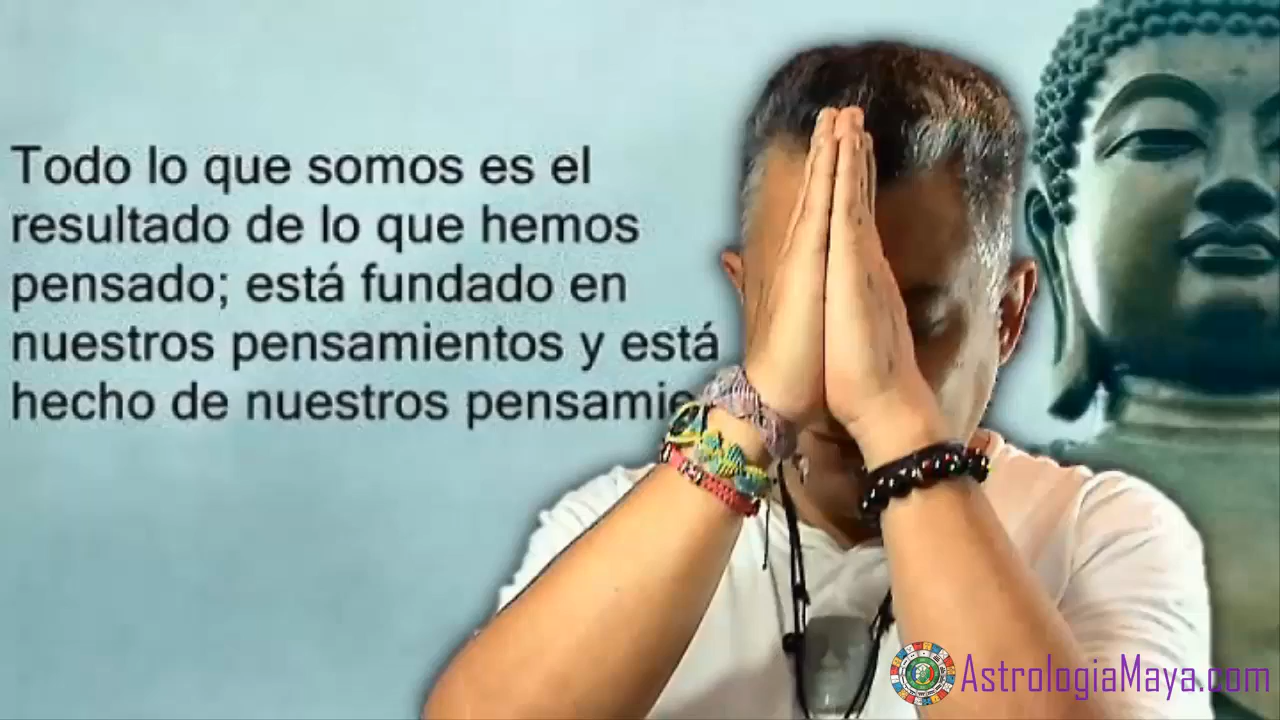 Todo lo que somos es el
resultado de lo que hemos
pensado; está fundado en
nuestros pensamientos y está
hecho de nuestros pensamie
AstrologiaMaya.com